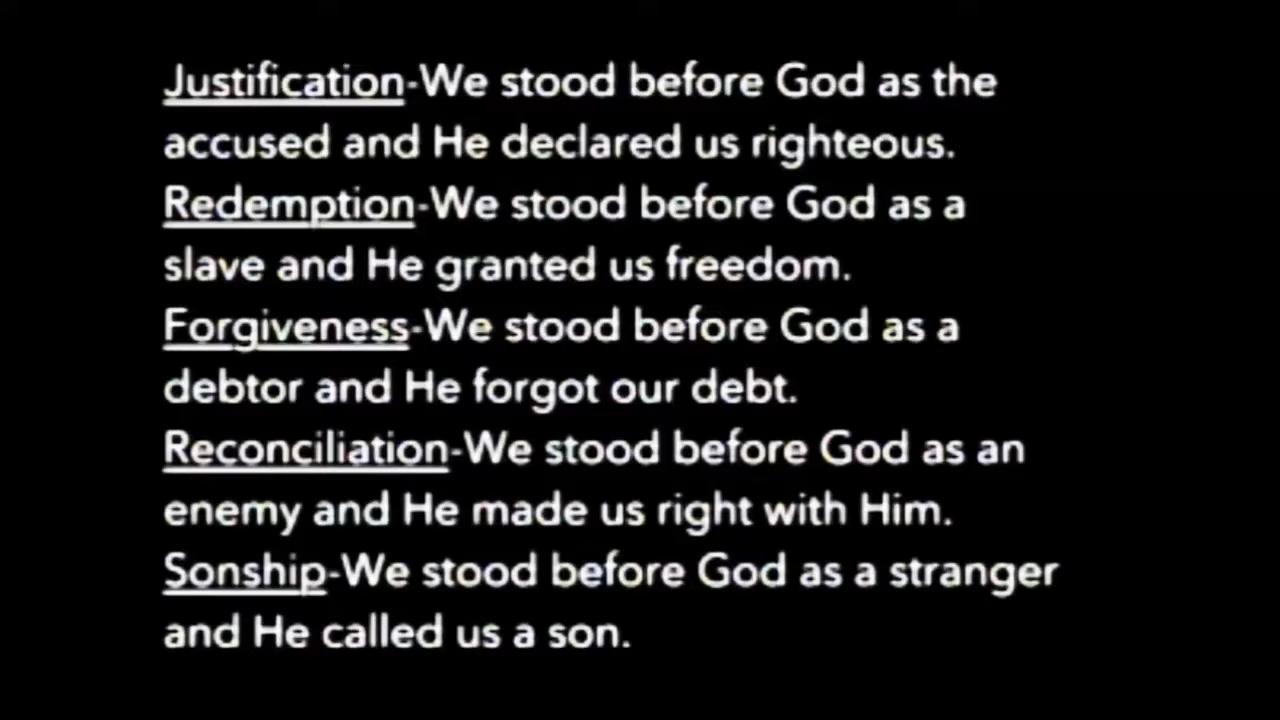 Justification-We stood before God as the
accused and He declared us righteous.
Redemption-We stood before God as a
slave and He granted us freedom.
Forgiveness-We stood before God as a
debtor and He forgot our debt.
Reconciliation-We stood before God as an
enemy and He made us right with Him.
Sonship-We stood before God as a stranger
and He called us a son.